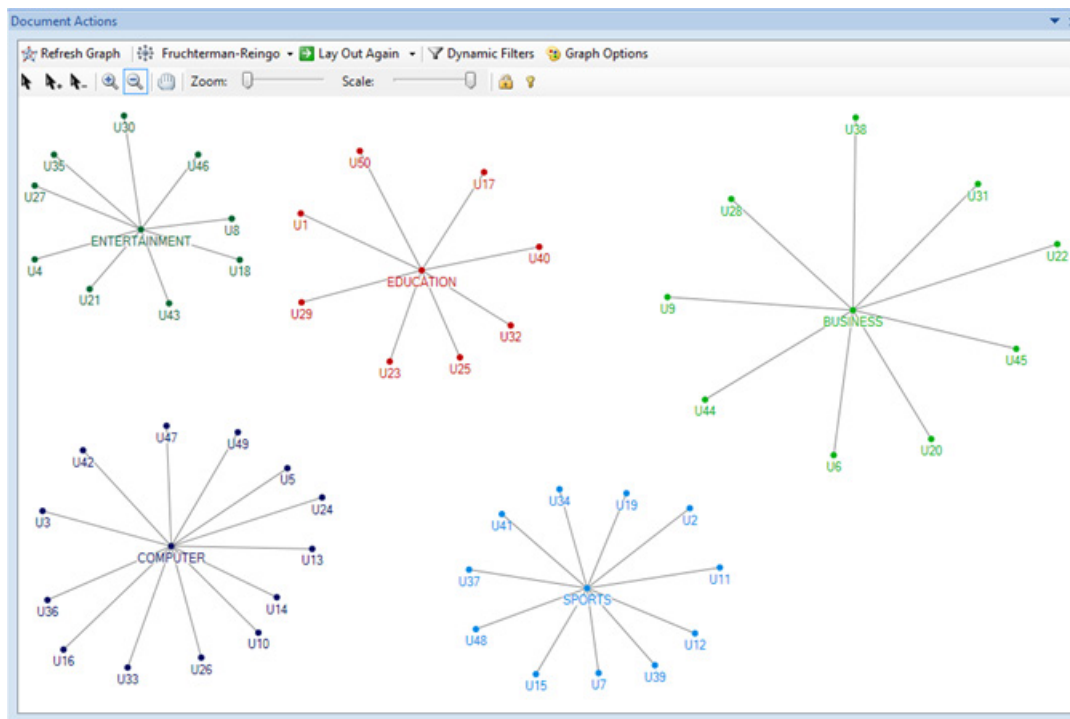 Document Actions
Refresh Graph Fruchterman-Reingo Lay Out Again Dynamic Filters Graph Options
Zoom: Scale:
U30
U35
U46
U27
U8
ENTERTAINMENT
U4
U18
U21
U43
U50
U17
U1
U40
EDUCATION
U29
U32
U23
U25
U38
U31
U28
U22
U9
BUSINESS
U45
U44
U20
U6
U47
U49
U42
U5
U24
U3
COMPUTER
U13
U36
U14
U16
U10
U33
U26
U34
U19
U41
U2
U37
U11
SPORTS
U48
U12
U15
U7
U39